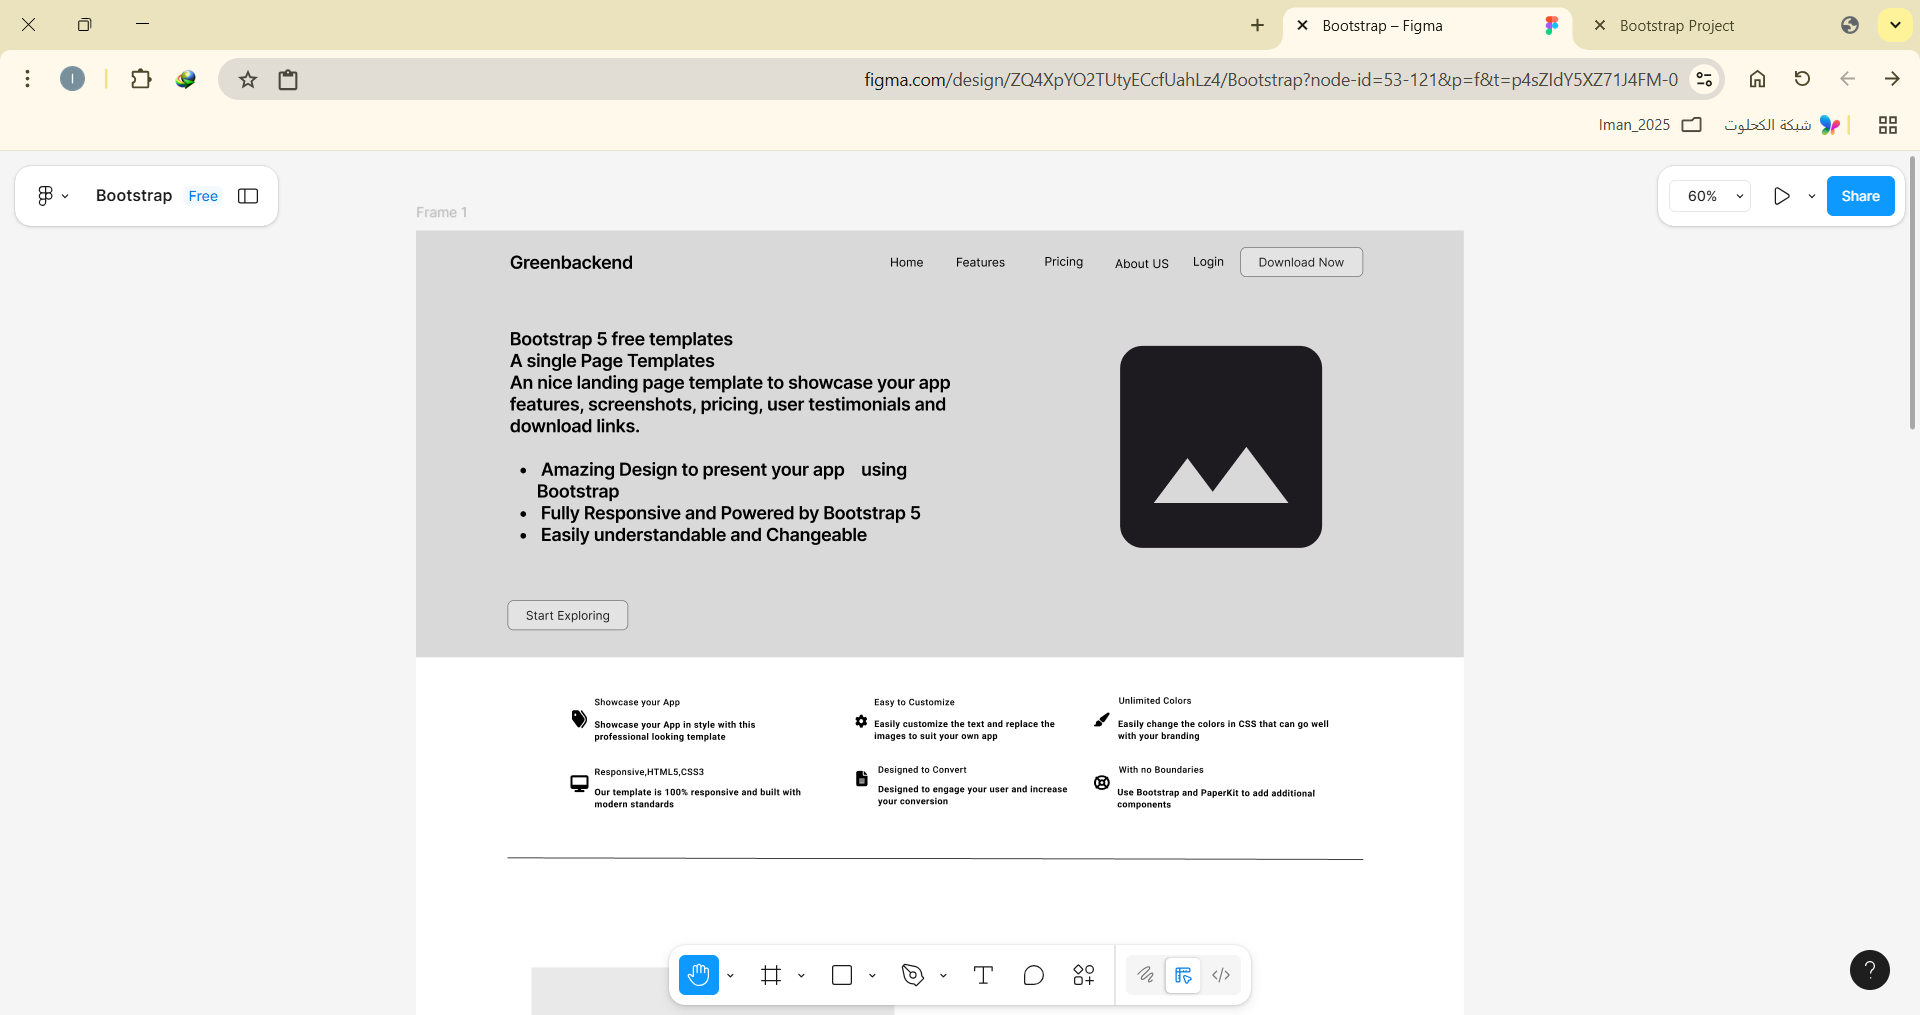 Bootstrap – Figma
Bootstrap Project
I
figma.com/design/ZQ4XpYO2TUtyECcfUahLz4/Bootstrap?node-id=53-121&p=f&t=p4sZIdY5XZ71J4FM-0
Iman_2025
شبكة الكحلوت
Bootstrap Free
60%
Share
Frame 1
Greenbackend
Home
Features
Pricing
About US
Login
Download Now
Bootstrap 5 free templates
A single Page Templates
An nice landing page template to showcase your app
features, screenshots, pricing, user testimonials and
download links.
• Amazing Design to present your app using
Bootstrap
• Fully Responsive and Powered by Bootstrap 5
• Easily understandable and Changeable
Start Exploring
Showcase your App
Showcase your App in style with this
professional looking template
Easy to Customize
Easily customize the text and replace the
images to suit your own app
Unlimited Colors
Easily change the colors in CSS that can go well
with your branding
Responsive,HTML5,CSS3
Our template is 100% responsive and built with
modern standards
Designed to Convert
Designed to engage your user and increase
your conversion
With no Boundaries
Use Bootstrap and PaperKit to add additional
components
?